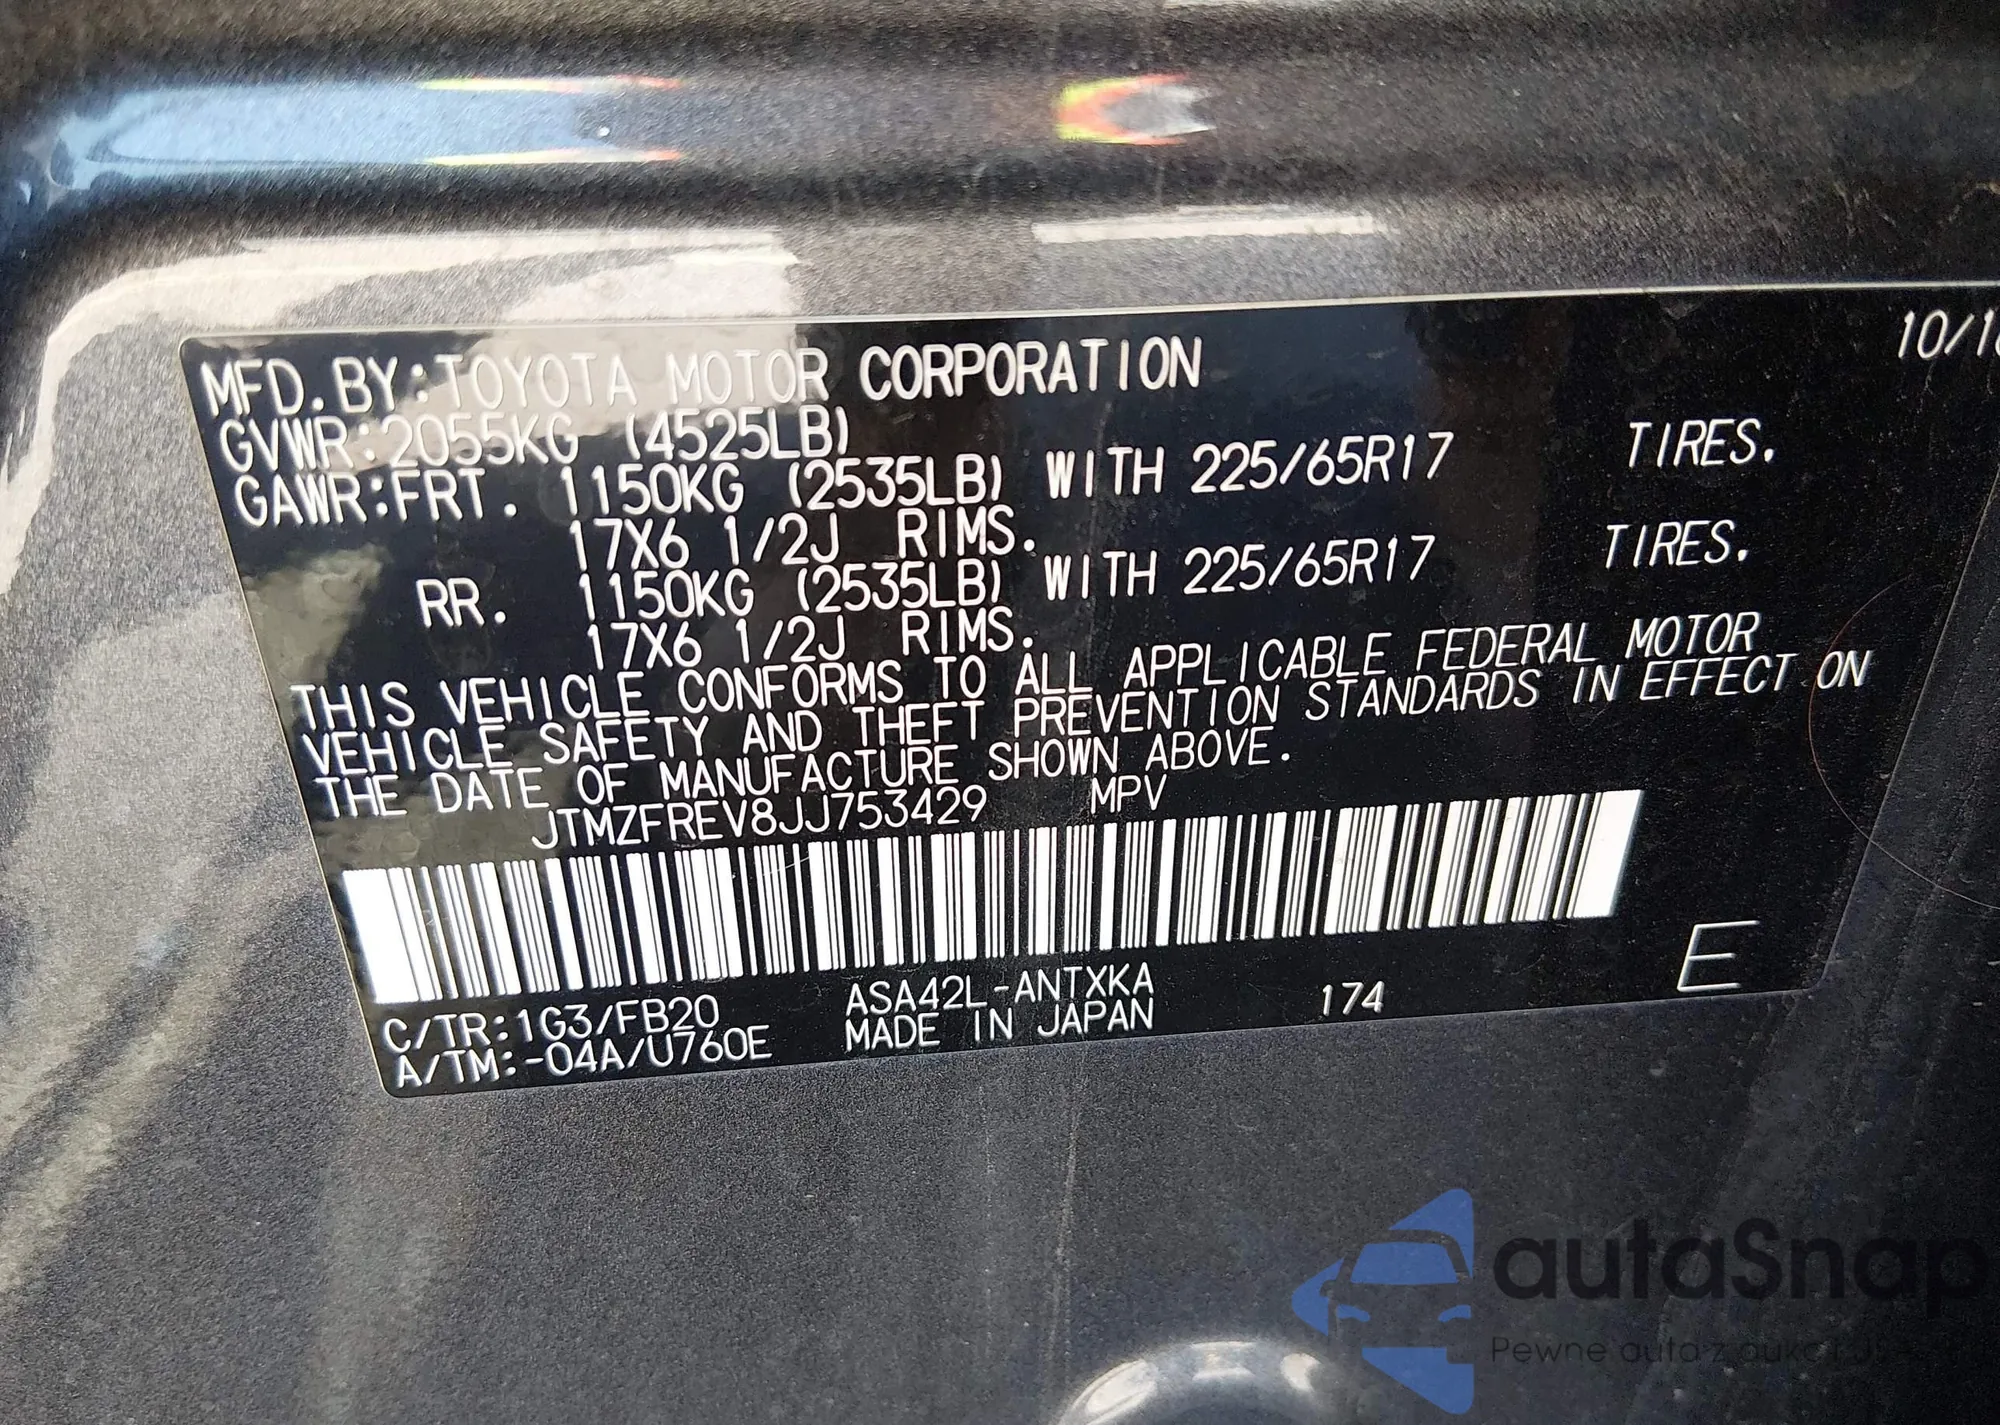 10/18
MFD. BY:TOYOTA MOTOR CORPORATION
GVWR:2055KG (4525LB)
GAWR:FRT. 1150KG (2535LB) WITH 225/65R17 TIRES.
17X6 1/2J RIMS.
RR. 1150KG (2535LB) WITH 225/65R17 TIRES.
17X6 1/2J RIMS.
THIS VEHICLE CONFORMS TO ALL APPLICABLE FEDERAL MOTOR
VEHICLE SAFETY AND THEFT PREVENTION STANDARDS IN EFFECT ON
THE DATE OF MANUFACTURE SHOWN ABOVE.
JTMZFREV8JJ753429 MPV
C/TR:1G3/FB20 ASA42L-ANTXKA 174 E
A/TM:-04A/U760E MADE IN JAPAN
autaSnap
Pewne auta z